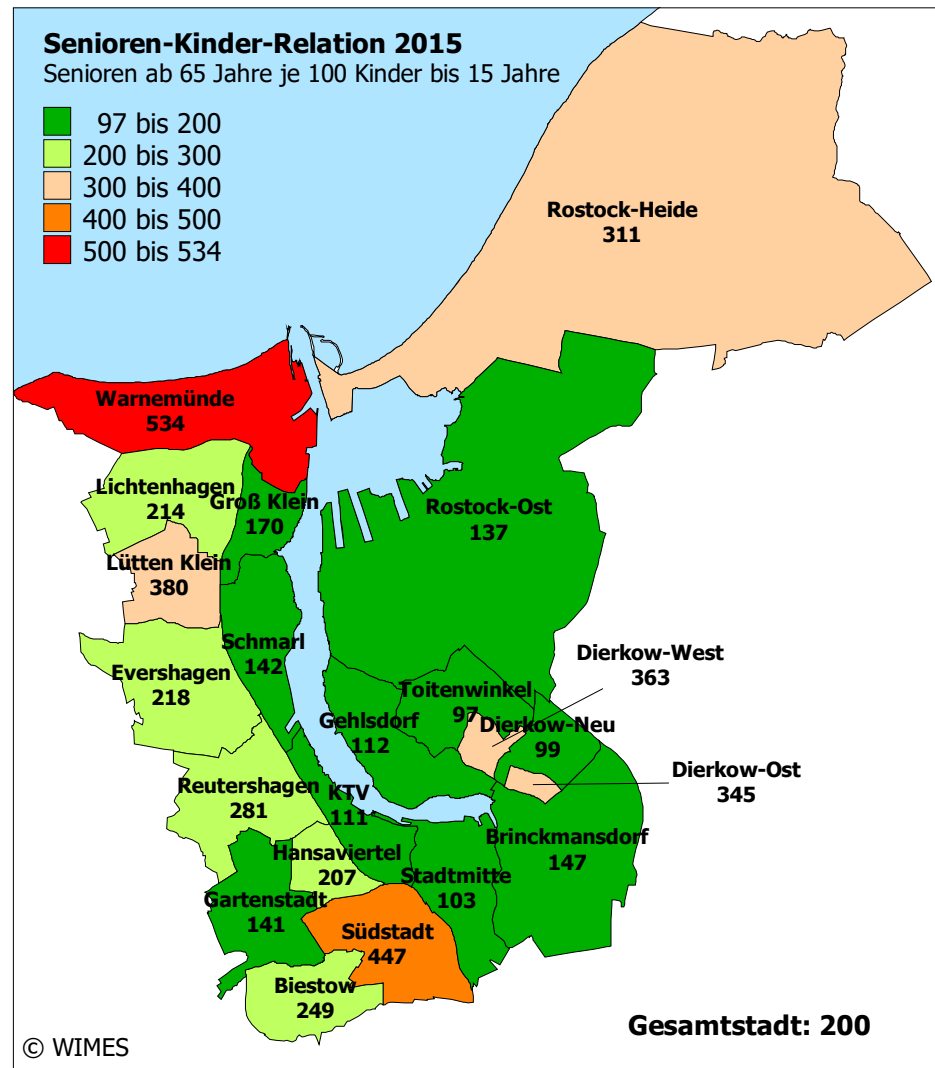 Senioren-Kinder-Relation 2015
Senioren ab 65 Jahre je 100 Kinder bis 15 Jahre
97 bis 200
200 bis 300
300 bis 400
400 bis 500
500 bis 534
Rostock-Heide
311
Warnemünde
534
Lichtenhagen
214
Groß Klein
170
Rostock-Ost
137
Lütten Klein
380
Schmarl
142
Evershagen
218
Dierkow-West
363
Toitenwinkel
97
Gehlsdorf
112
Dierkow-Neu
99
Dierkow-Ost
345
Reutershagen
281
KTV
111
Brinckmansdorf
147
Hansaviertel
207
Stadtmitte
103
Gartenstadt
141
Südstadt
447
Biestow
249
Gesamtstadt: 200
© WIMES